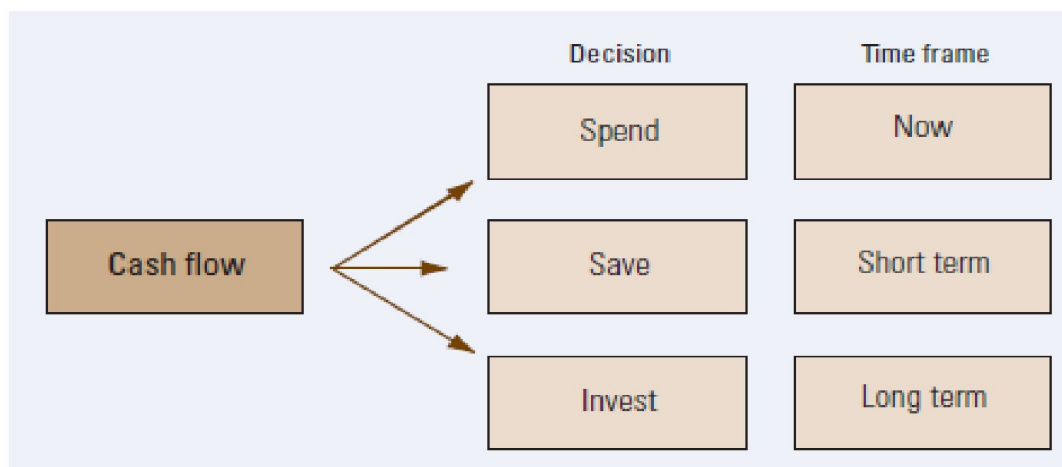 Decision
Time frame
Spend
Now
Cash flow
Save
Short term
Invest
Long term